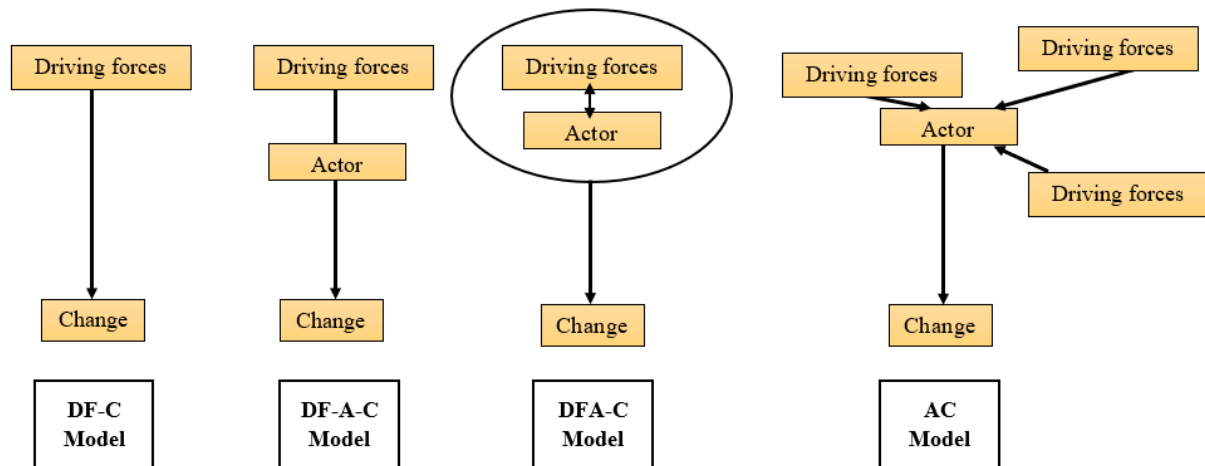 Driving forces
Actor
Change
DF-C
Model
Driving forces
Actor
Change
DF-A-C
Model
Driving forces
Actor
Change
DFA-C
Model
Driving forces
Driving forces
Actor
Driving forces
Change
AC
Model